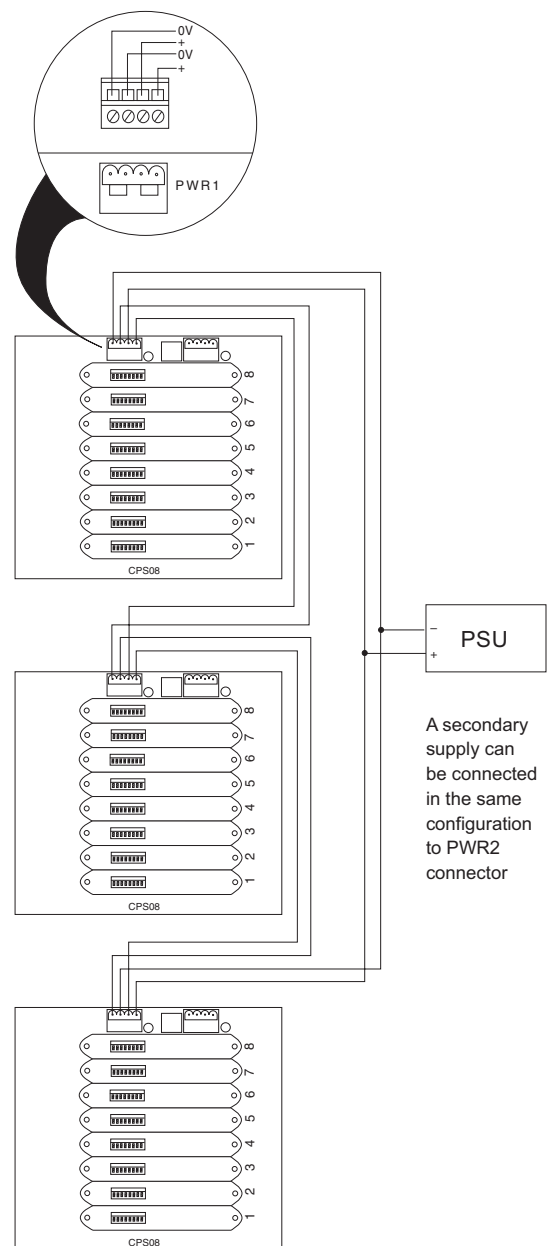 0V
+
0V
+
PWR1
8
7
6
5
4
3
2
1
CPS08
−
+
PSU
8
7
6
5
4
3
2
1
CPS08
A secondary
supply can
be connected
in the same
configuration
to PWR2
connector
8
7
6
5
4
3
2
1
CPS08